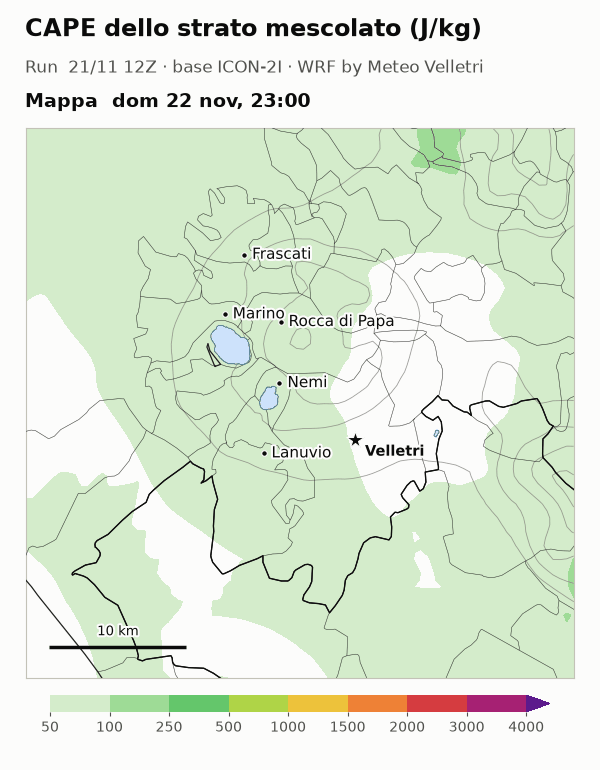 CAPE dello strato mescolato (J/kg)
Run  21/11 12Z · base ICON-2I · WRF by Meteo Velletri
Mappa  dom 22 nov, 23:00
Frascati
Marino
Rocca di Papa
Nemi
Velletri
Lanuvio
10 km
50 100 250 500 1000 1500 2000 3000 4000